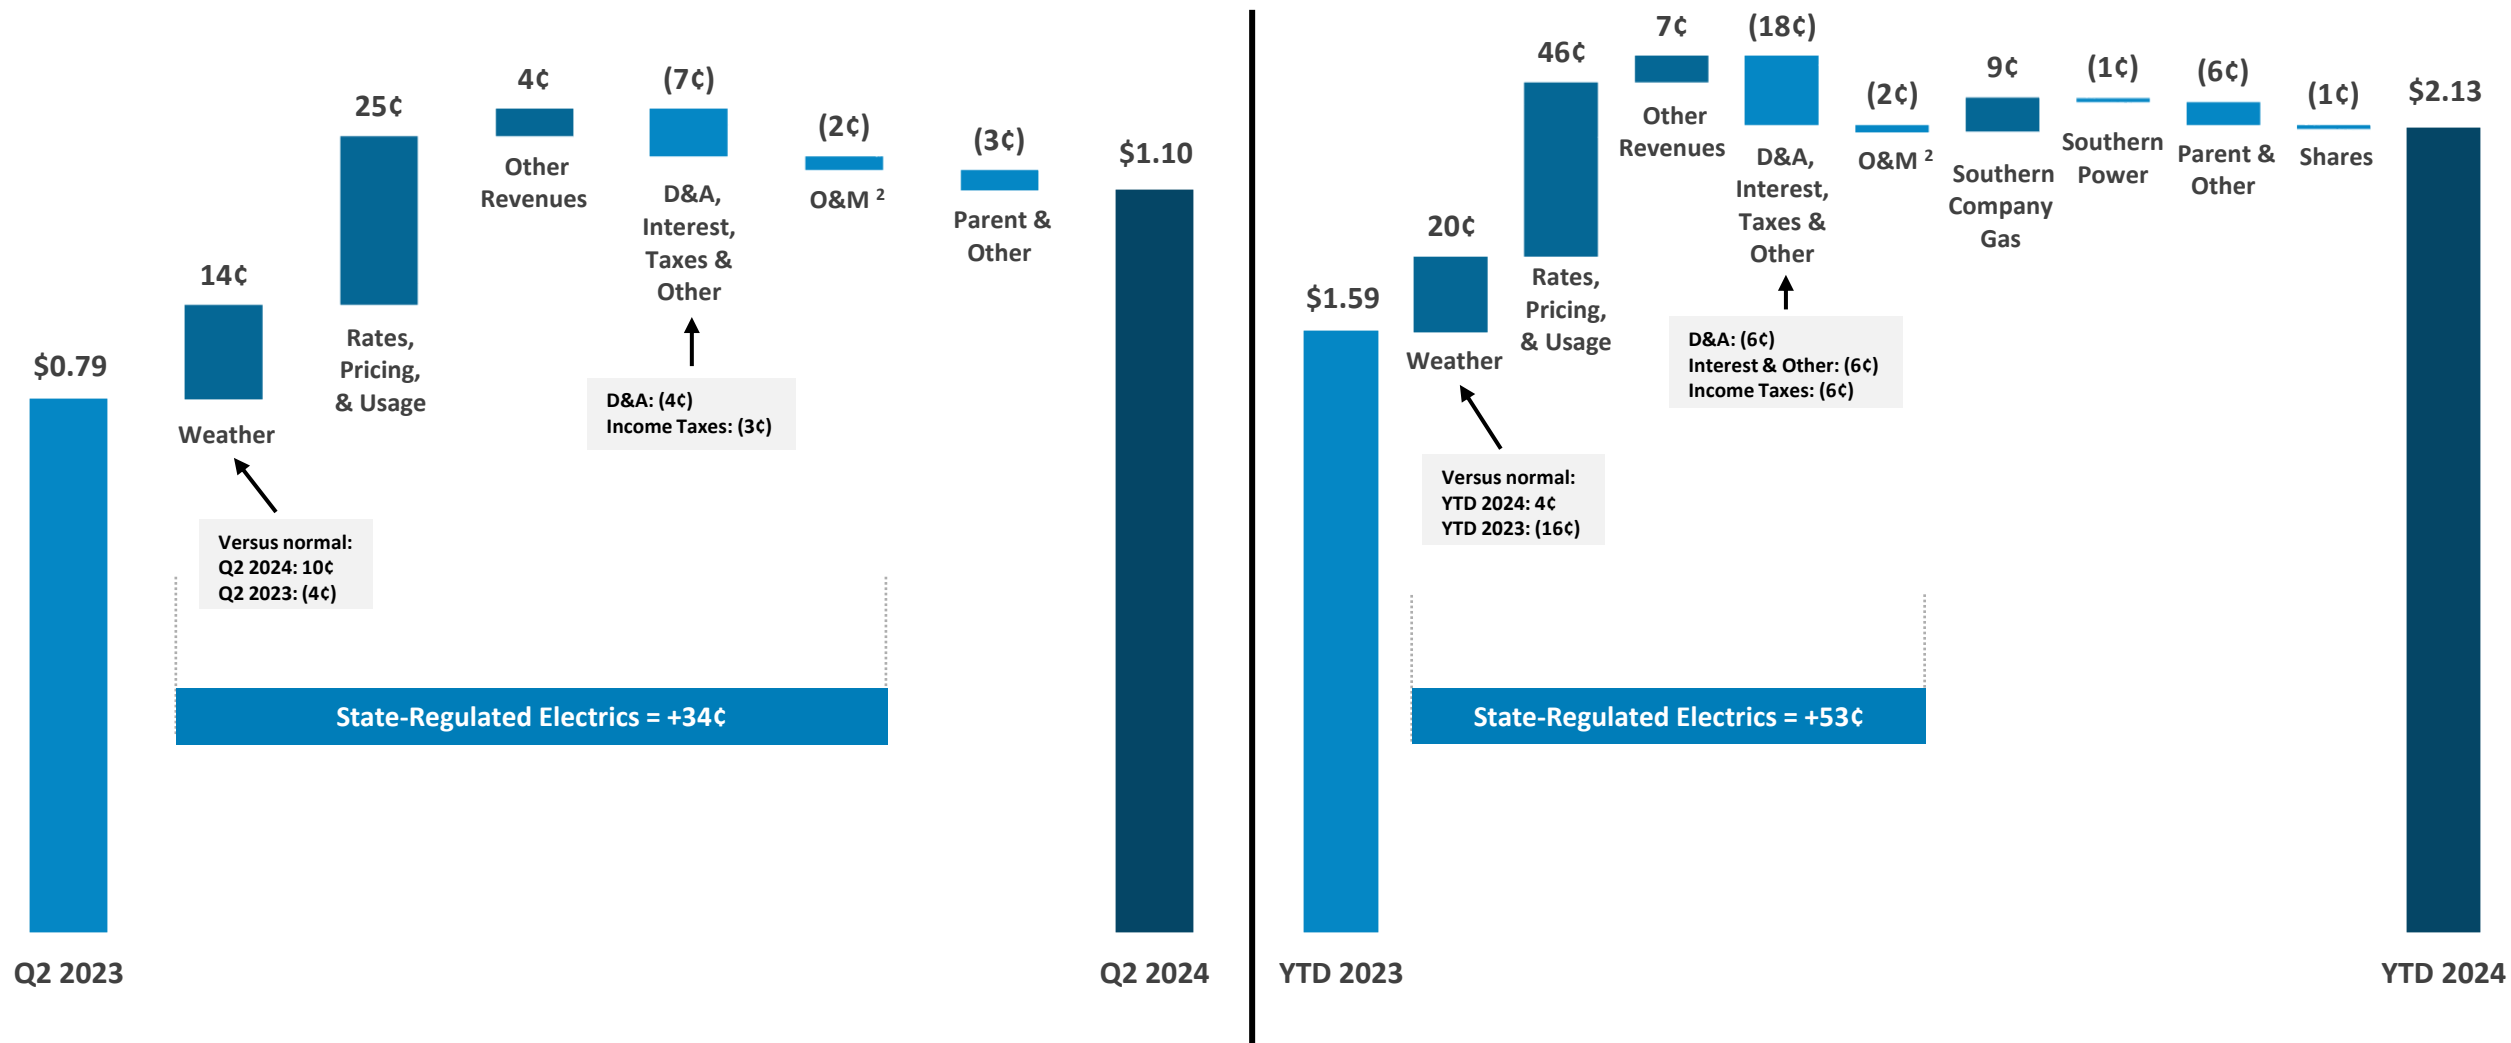 $0.79
Q2 2023
14¢
Weather
Versus normal:
Q2 2024: 10¢
Q2 2023: (4¢)
25¢
Rates,
Pricing,
& Usage
4¢
Other
Revenues
(7¢)
D&A,
Interest,
Taxes &
Other
D&A: (4¢)
Income Taxes: (3¢)
(2¢)
O&M 2
(3¢)
Parent &
Other
$1.10
Q2 2024
State-Regulated Electrics = +34¢
$1.59
YTD 2023
20¢
Weather
Versus normal:
YTD 2024: 4¢
YTD 2023: (16¢)
46¢
Rates,
Pricing,
& Usage
7¢
Other
Revenues
(18¢)
D&A,
Interest,
Taxes &
Other
D&A: (6¢)
Interest & Other: (6¢)
Income Taxes: (6¢)
(2¢)
O&M 2
9¢
Southern
Company
Gas
(1¢)
Southern
Power
(6¢)
Parent &
Other
(1¢)
Shares
$2.13
YTD 2024
State-Regulated Electrics = +53¢